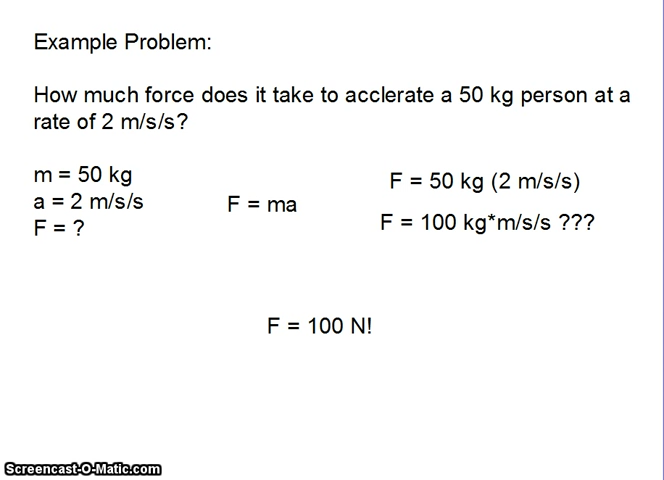 Example Problem:
How much force does it take to acclerate a 50 kg person at a
rate of 2 m/s/s?
m = 50 kg
a = 2 m/s/s
F = ?
F = ma
F = 50 kg (2 m/s/s)
F = 100 kg*m/s/s ???
F = 100 N!
Screencast-O-Matic.com